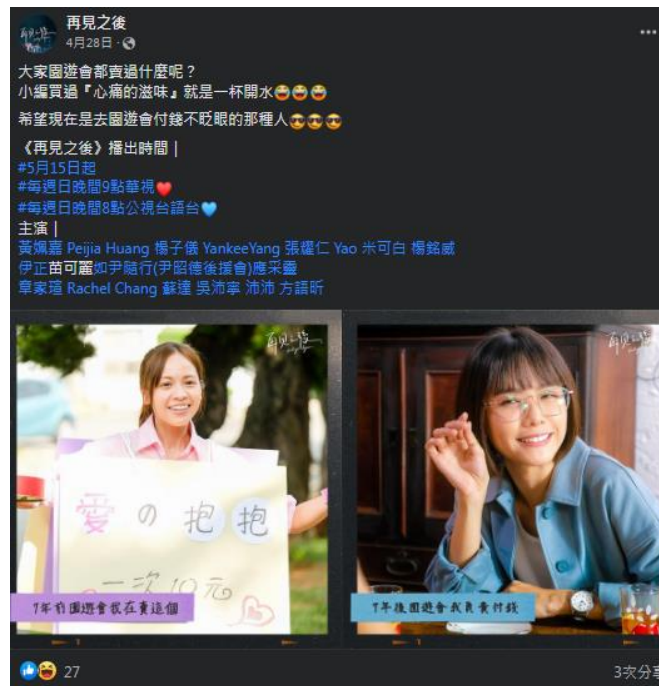 再見之後
4月28日
大家園遊會都賣過什麼呢？
小編買過『心痛的滋味』就是一杯開水😂😂😂
希望現在是去園遊會付錢不眨眼的那種人😎😎😎
《再見之後》播出時間｜
#5月15日起
#每週日晚間9點華視❤️
#每週日晚間8點公視台語台💙
主演｜
黃姵嘉 Peijia Huang 楊子儀 YankeeYang 張耀仁 Yao 米可白 楊銘威
伊正苗可麗如尹隨行(尹昭德後援會)應采靈
章家瑄 Rachel Chang 蘇達 吳沛寧 沛沛 方語昕
再見之後
再見之後
愛の抱抱
一次10元
7年前園遊會我在賣這個
7年後園遊會我負責付錢
27
3次分享